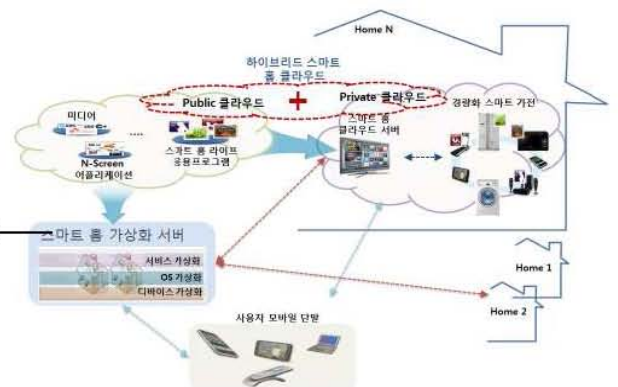 Home N
하이브리드 스마트
홈 클라우드
Public 클라우드
+
Private 클라우드
미디어
....
N-Screen
어플리케이션
스마트 홈 라이프
응용프로그램
스마트 홈
클라우드 서버
경량화 스마트 가전
스마트 홈 가상화 서버
서비스 가상화
OS 가상화
디바이스 가상화
Home 1
Home 2
사용자 모바일 단말